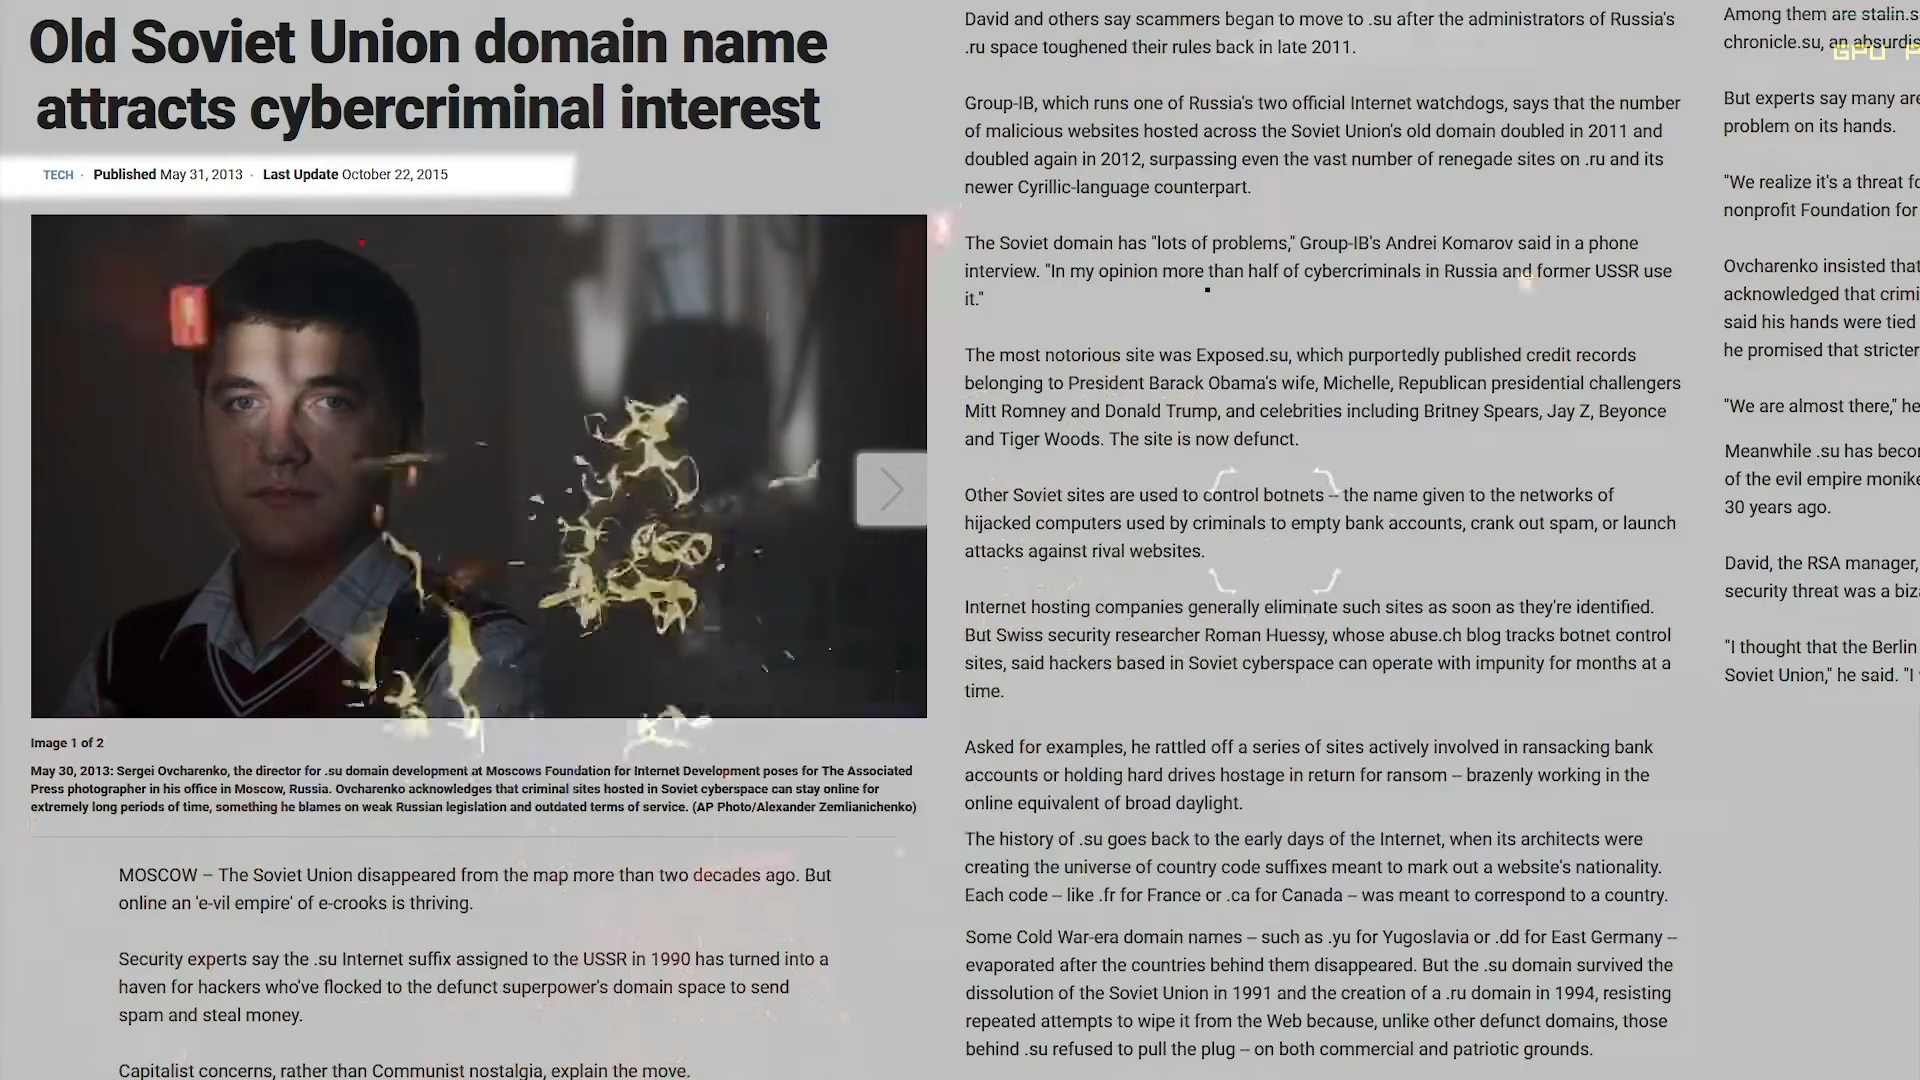 Old Soviet Union domain name
attracts cybercriminal interest
TECH · Published May 31, 2013 · Last Update October 22, 2015
Image 1 of 2
May 30, 2013: Sergei Ovcharenko, the director for .su domain development at Moscows Foundation for Internet Development poses for The Associated
Press photographer in his office in Moscow, Russia. Ovcharenko acknowledges that criminal sites hosted in Soviet cyberspace can stay online for
extremely long periods of time, something he blames on weak Russian legislation and outdated terms of service. (AP Photo/Alexander Zemlianichenko)
MOSCOW – The Soviet Union disappeared from the map more than two decades ago. But
online an 'e-vil empire' of e-crooks is thriving.
Security experts say the .su Internet suffix assigned to the USSR in 1990 has turned into a
haven for hackers who've flocked to the defunct superpower's domain space to send
spam and steal money.
Capitalist concerns, rather than Communist nostalgia, explain the move.
David and others say scammers began to move to .su after the administrators of Russia's
.ru space toughened their rules back in late 2011.
Group-IB, which runs one of Russia's two official Internet watchdogs, says that the number
of malicious websites hosted across the Soviet Union's old domain doubled in 2011 and
doubled again in 2012, surpassing even the vast number of renegade sites on .ru and its
newer Cyrillic-language counterpart.
The Soviet domain has "lots of problems," Group-IB's Andrei Komarov said in a phone
interview. "In my opinion more than half of cybercriminals in Russia and former USSR use
it."
The most notorious site was Exposed.su, which purportedly published credit records
belonging to President Barack Obama's wife, Michelle, Republican presidential challengers
Mitt Romney and Donald Trump, and celebrities including Britney Spears, Jay Z, Beyonce
and Tiger Woods. The site is now defunct.
Other Soviet sites are used to control botnets – the name given to the networks of
hijacked computers used by criminals to empty bank accounts, crank out spam, or launch
attacks against rival websites.
Internet hosting companies generally eliminate such sites as soon as they're identified.
But Swiss security researcher Roman Huessy, whose abuse.ch blog tracks botnet control
sites, said hackers based in Soviet cyberspace can operate with impunity for months at a
time.
Asked for examples, he rattled off a series of sites actively involved in ransacking bank
accounts or holding hard drives hostage in return for ransom – brazenly working in the
online equivalent of broad daylight.
The history of .su goes back to the early days of the Internet, when its architects were
creating the universe of country code suffixes meant to mark out a website's nationality.
Each code – like .fr for France or .ca for Canada – was meant to correspond to a country.
Some Cold War-era domain names – such as .yu for Yugoslavia or .dd for East Germany –
evaporated after the countries behind them disappeared. But the .su domain survived the
dissolution of the Soviet Union in 1991 and the creation of a .ru domain in 1994, resisting
repeated attempts to wipe it from the Web because, unlike other defunct domains, those
behind .su refused to pull the plug – on both commercial and patriotic grounds.
Among them are stalin.s
chronicle.su, an absurdis
GPU
But experts say many are
problem on its hands.
"We realize it's a threat fo
nonprofit Foundation for
Ovcharenko insisted that
acknowledged that crimi
said his hands were tied
he promised that stricter
"We are almost there," he
Meanwhile .su has becor
of the evil empire monike
30 years ago.
David, the RSA manager,
security threat was a biz
"I thought that the Berlin
Soviet Union," he said. "I